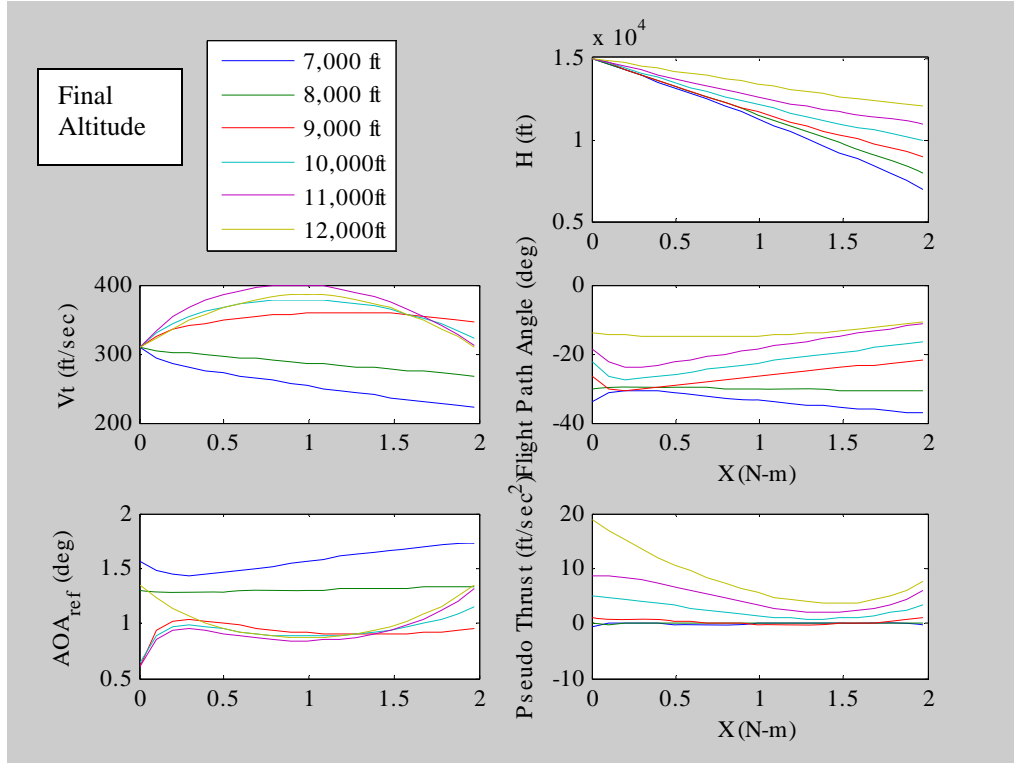 Final
Altitude
7,000 ft
8,000 ft
9,000 ft
10,000ft
11,000ft
12,000ft
x 10^4
1.5
1
0.5
H (ft)
0 0.5 1 1.5 2
400
300
200
Vt (ft/sec)
0 0.5 1 1.5 2
0
-20
-40
Flight Path Angle (deg)
0 0.5 1 1.5 2
X (N-m)
2
1.5
1
0.5
AOA_ref (deg)
0 0.5 1 1.5 2
20
10
0
-10
Pseudo Thrust (ft/sec²)
0 0.5 1 1.5 2
X (N-m)